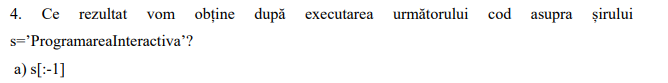 4. Ce rezultat vom obține după executarea următorului cod asupra șirului
s=’ProgramareaInteractiva’?
a) s[:-1]